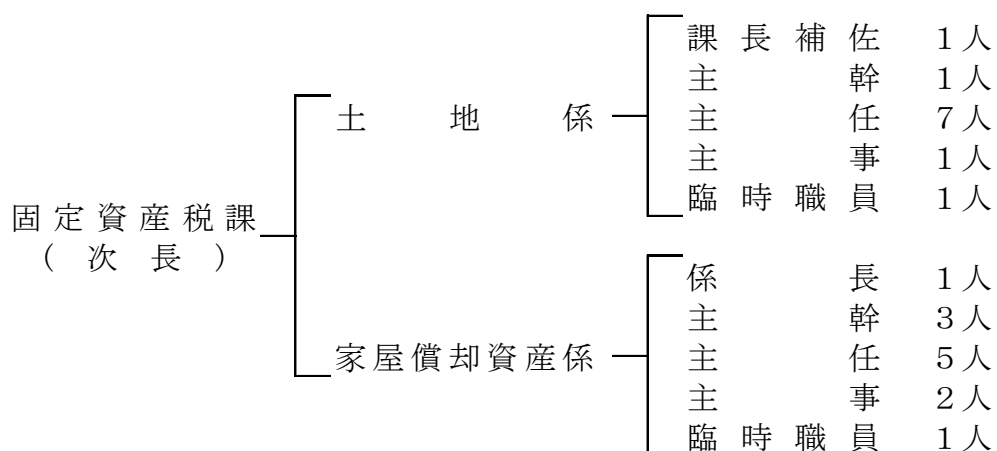 固定資産税課
(次長)
土地係
課長補佐 1人
主幹 1人
主任 7人
主事 1人
臨時職員 1人
家屋償却資産係
係長 1人
主幹 3人
主任 5人
主事 2人
臨時職員 1人